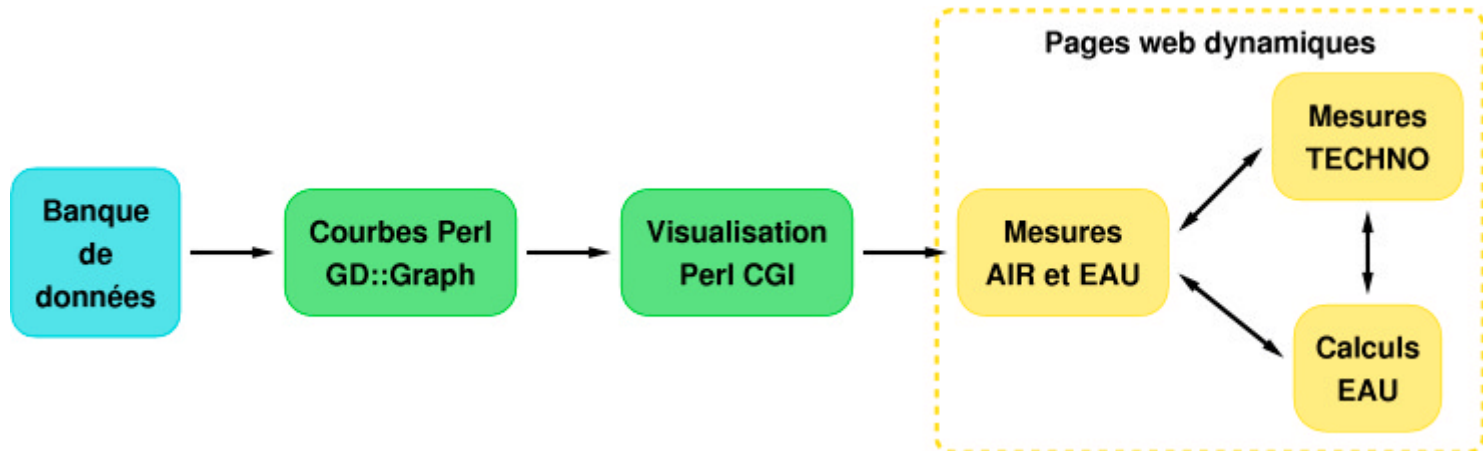 Pages web dynamiques
Banque
de
données
Courbes Perl
GD::Graph
Visualisation
Perl CGI
Mesures
AIR et EAU
Mesures
TECHNO
Calculs
EAU